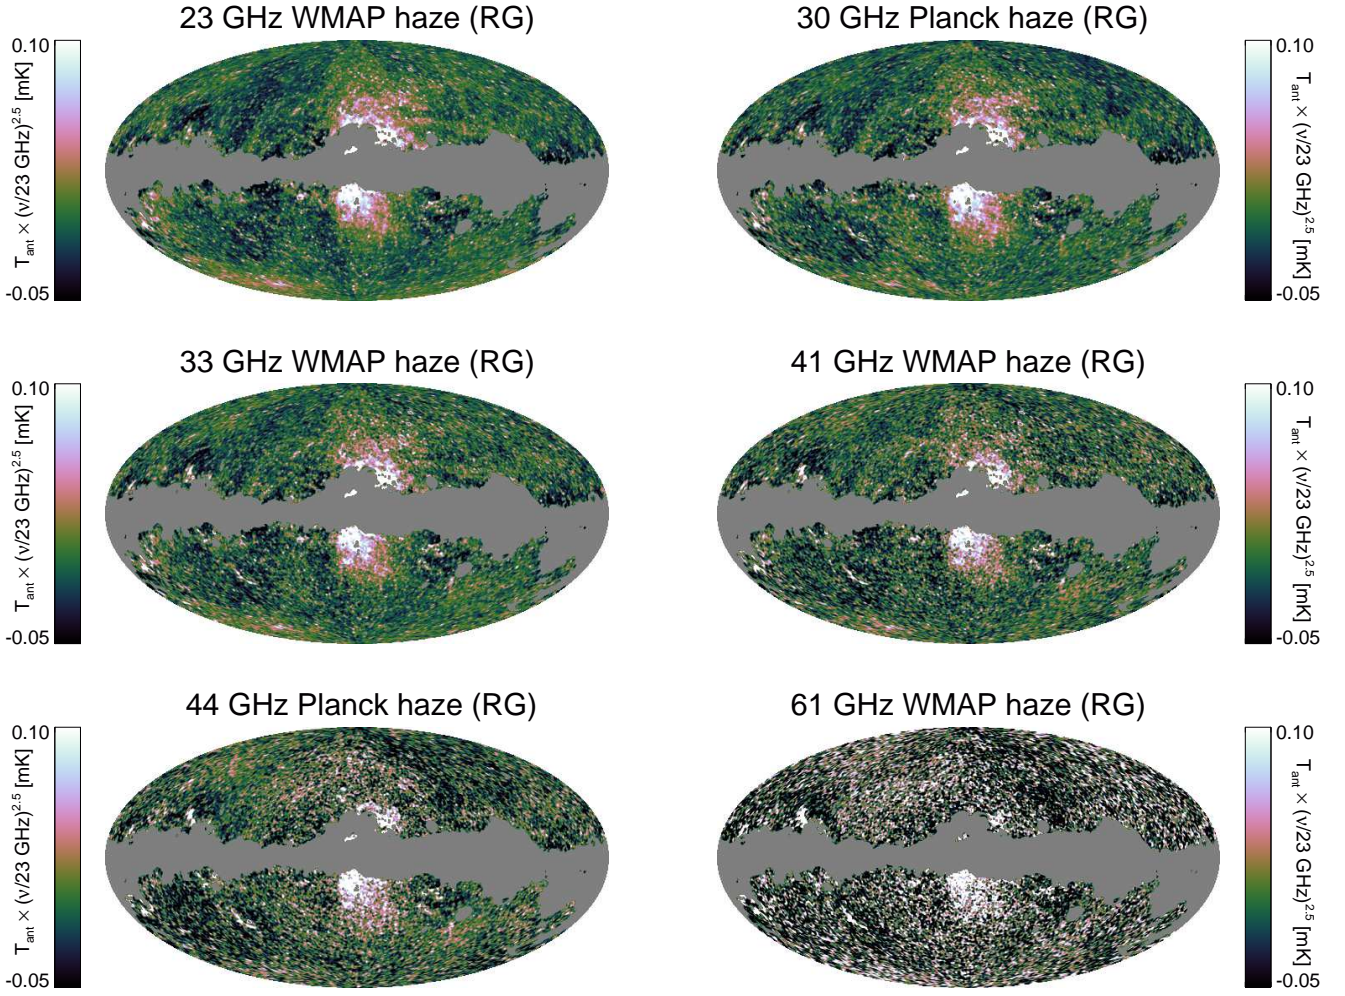 23 GHz WMAP haze (RG)
30 GHz Planck haze (RG)
0.10
T_ant × (ν/23 GHz)^2.5 [mK]
-0.05
0.10
T_ant × (ν/23 GHz)^2.5 [mK]
-0.05
33 GHz WMAP haze (RG)
41 GHz WMAP haze (RG)
0.10
T_ant × (ν/23 GHz)^2.5 [mK]
-0.05
0.10
T_ant × (ν/23 GHz)^2.5 [mK]
-0.05
44 GHz Planck haze (RG)
61 GHz WMAP haze (RG)
0.10
T_ant × (ν/23 GHz)^2.5 [mK]
-0.05
0.10
T_ant × (ν/23 GHz)^2.5 [mK]
-0.05